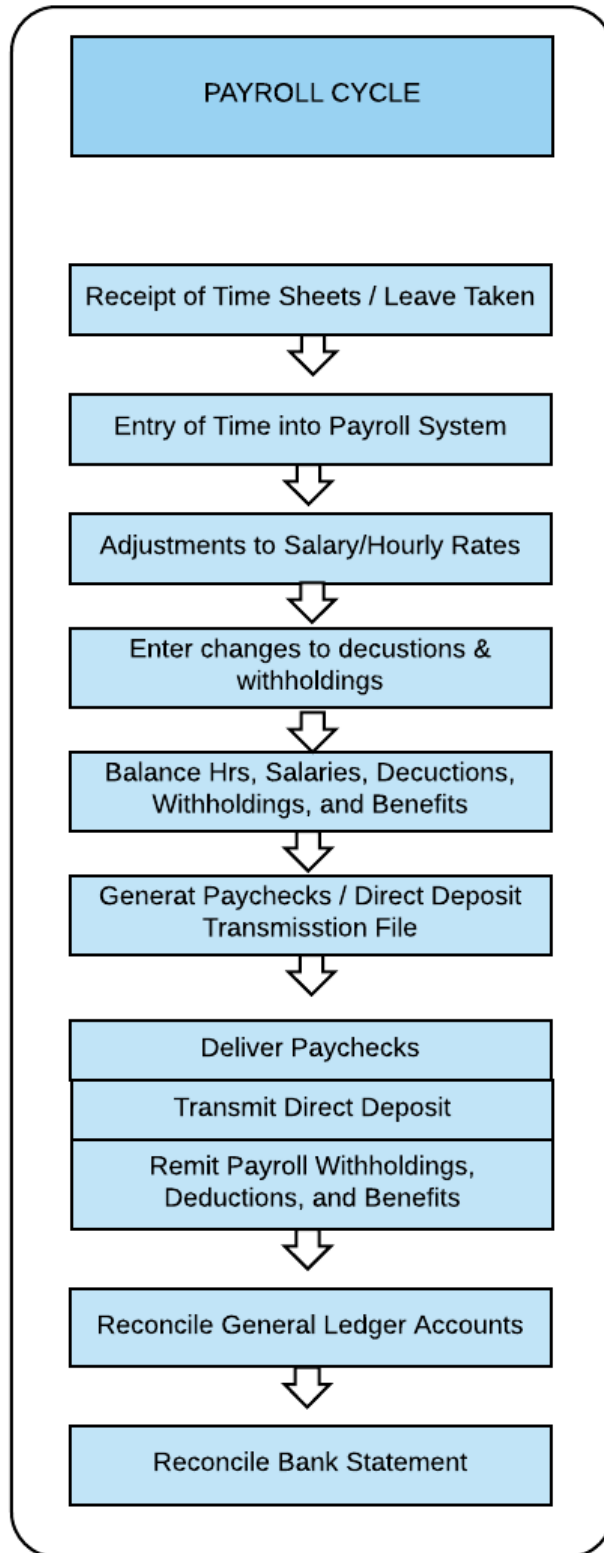 PAYROLL CYCLE
Receipt of Time Sheets / Leave Taken
Entry of Time into Payroll System
Adjustments to Salary/Hourly Rates
Enter changes to decustions &
withholdings
Balance Hrs, Salaries, Decuctions,
Withholdings, and Benefits
Generat Paychecks / Direct Deposit
Transmisstion File
Deliver Paychecks
Transmit Direct Deposit
Remit Payroll Withholdings,
Deductions, and Benefits
Reconcile General Ledger Accounts
Reconcile Bank Statement